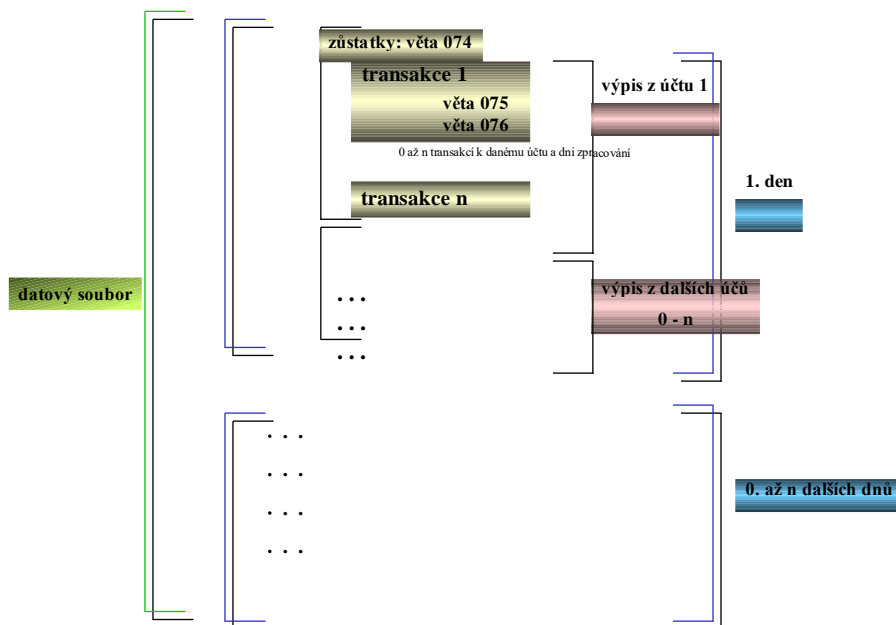 zůstatky: věta 074
transakce 1
věta 075
věta 076
0 až n transakcí k danému účtu a dni zpracování
transakce n
výpis z účtu 1
1. den
datový soubor
výpis z dalších účů
0 - n
. . .
. . .
. . .
. . .
. . .
. . .
. . .
0. až n dalších dnů